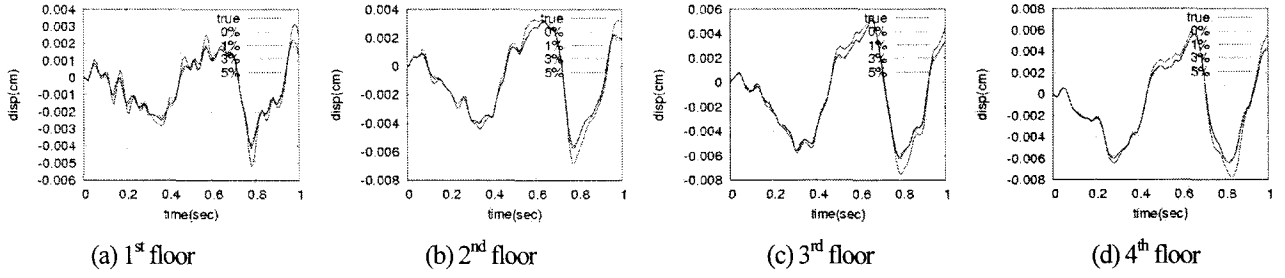 0.004
0.003
0.002
0.001
0
-0.001
-0.002
-0.003
-0.004
-0.005
-0.006
disp(cm)
true
0%
1%
3%
5%
0 0.2 0.4 0.6 0.8 1
time(sec)
(a) 1st floor
0.004
0.002
0
-0.002
-0.004
-0.006
-0.008
disp(cm)
true
0%
1%
3%
5%
0 0.2 0.4 0.6 0.8 1
time(sec)
(b) 2nd floor
0.006
0.004
0.002
0
-0.002
-0.004
-0.006
-0.008
disp(cm)
true
0%
1%
3%
5%
0 0.2 0.4 0.6 0.8 1
time(sec)
(c) 3rd floor
0.008
0.006
0.004
0.002
0
-0.002
-0.004
-0.006
-0.008
disp(cm)
true
0%
1%
3%
5%
0 0.2 0.4 0.6 0.8 1
time(sec)
(d) 4th floor